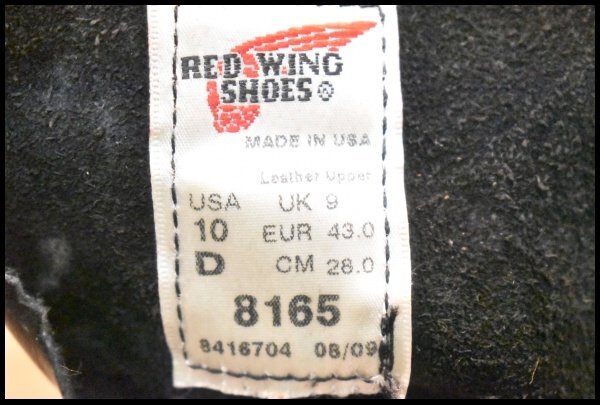 RED WING
SHOES®
MADE IN USA
Leather Upper
USA UK 9
10 EUR 43.0
D CM 28.0
8165
8416704 08/09